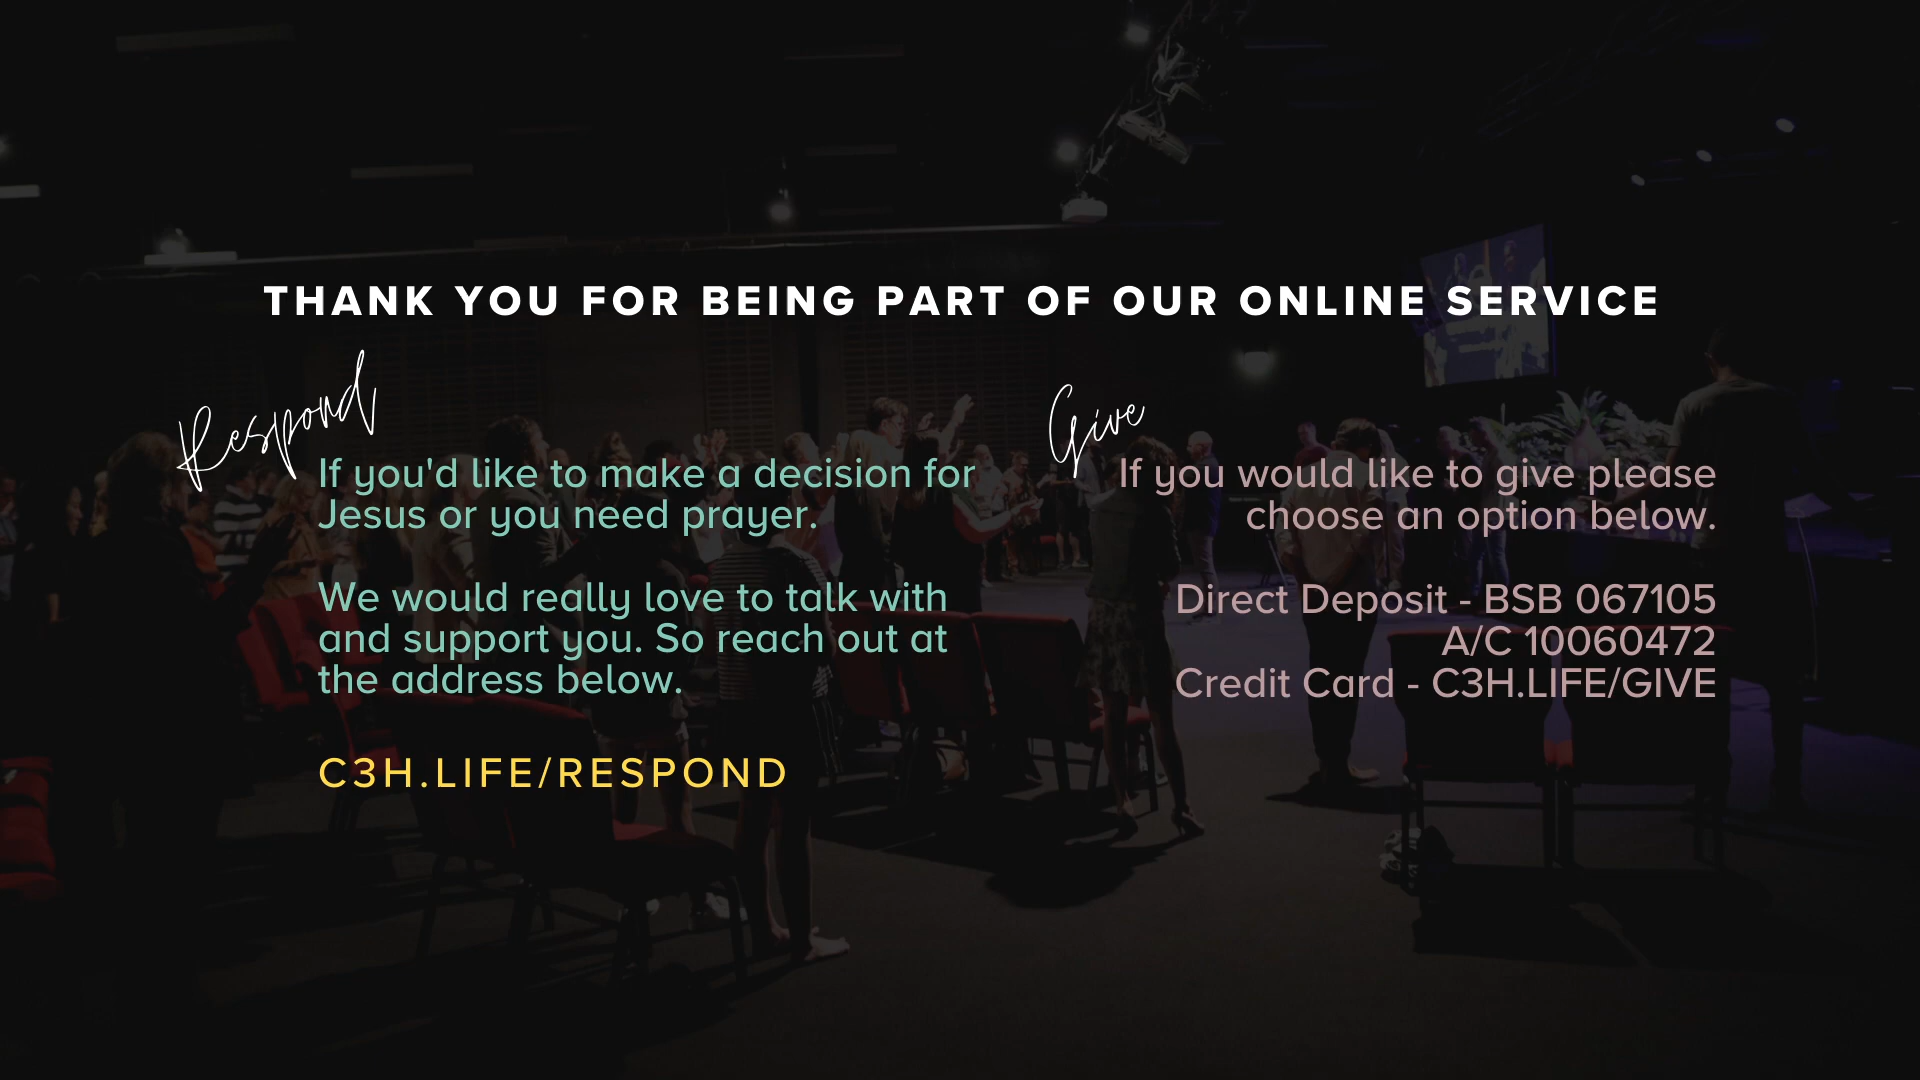 THANK YOU FOR BEING PART OF OUR ONLINE SERVICE
Respond
If you'd like to make a decision for
Jesus or you need prayer.
We would really love to talk with
and support you. So reach out at
the address below.
C3H.LIFE/RESPOND
Give
If you would like to give please
choose an option below.
Direct Deposit - BSB 067105
A/C 10060472
Credit Card - C3H.LIFE/GIVE